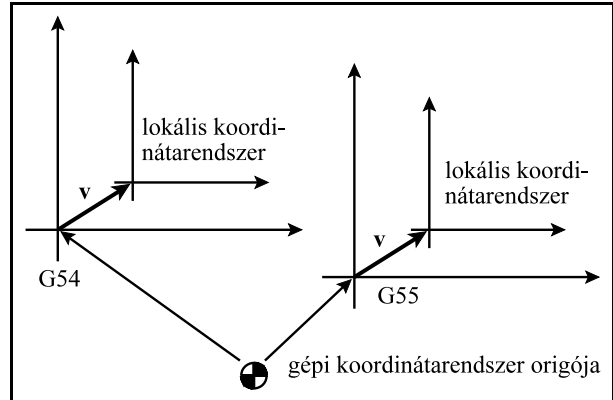 lokális koordi-
nátarendszer
v
G54
lokális koordi-
nátarendszer
v
G55
gépi koordinátarendszer origója